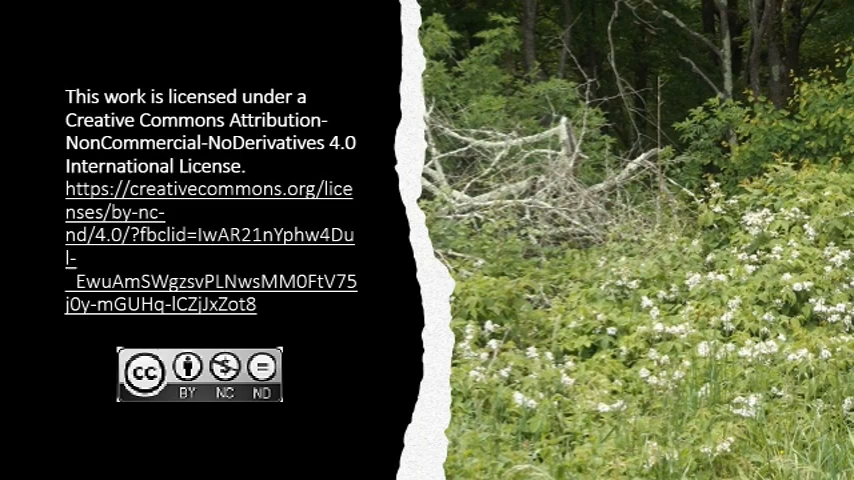 This work is licensed under a
Creative Commons Attribution-
NonCommercial-NoDerivatives 4.0
International License.
https://creativecommons.org/lice
nses/by-nc-
nd/4.0/?fbclid=IwAR21nYphw4Du
l-
_EwuAmSWgzsvPLNwsMM0FtV75
j0y-mGUHq-lCZjJxZot8
cc
BY NC ND